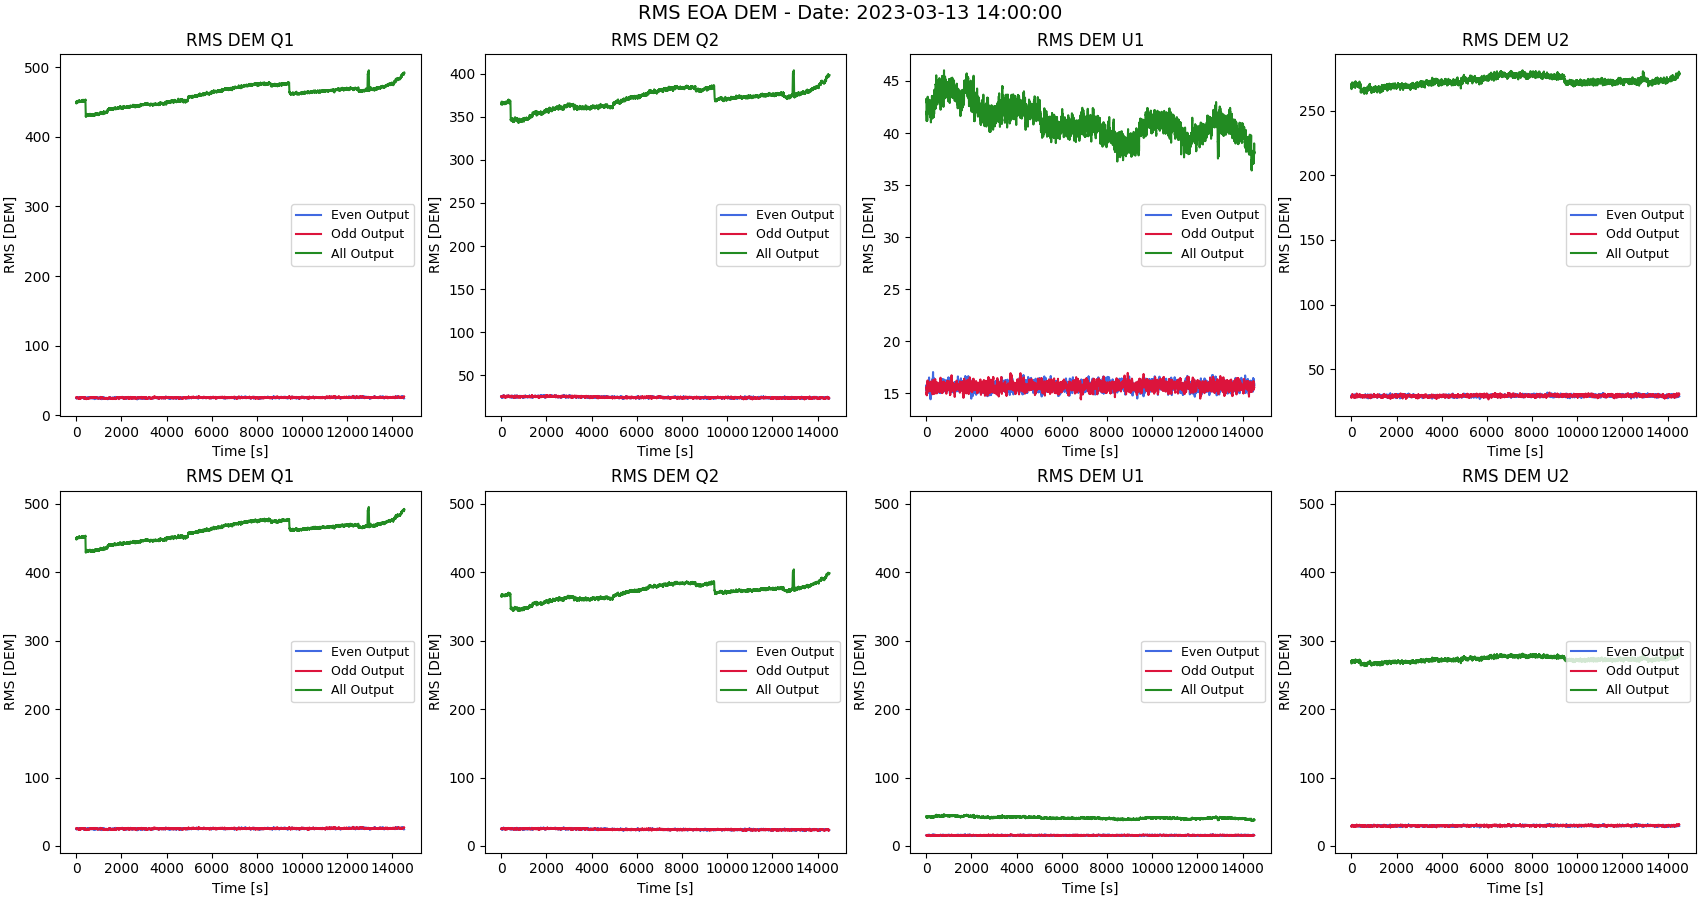 RMS EOA DEM - Date: 2023-03-13 14:00:00
RMS DEM Q1
RMS [DEM]
500
400
300
200
100
0
Even Output
Odd Output
All Output
0 2000 4000 6000 8000 10000 12000 14000
Time [s]
RMS DEM Q2
RMS [DEM]
400
350
300
250
200
150
100
50
Even Output
Odd Output
All Output
0 2000 4000 6000 8000 10000 12000 14000
Time [s]
RMS DEM U1
RMS [DEM]
45
40
35
30
25
20
15
Even Output
Odd Output
All Output
0 2000 4000 6000 8000 10000 12000 14000
Time [s]
RMS DEM U2
RMS [DEM]
250
200
150
100
50
Even Output
Odd Output
All Output
0 2000 4000 6000 8000 10000 12000 14000
Time [s]
RMS DEM Q1
RMS [DEM]
500
400
300
200
100
0
Even Output
Odd Output
All Output
0 2000 4000 6000 8000 10000 12000 14000
Time [s]
RMS DEM Q2
RMS [DEM]
500
400
300
200
100
0
Even Output
Odd Output
All Output
0 2000 4000 6000 8000 10000 12000 14000
Time [s]
RMS DEM U1
RMS [DEM]
500
400
300
200
100
0
Even Output
Odd Output
All Output
0 2000 4000 6000 8000 10000 12000 14000
Time [s]
RMS DEM U2
RMS [DEM]
500
400
300
200
100
0
Even Output
Odd Output
All Output
0 2000 4000 6000 8000 10000 12000 14000
Time [s]